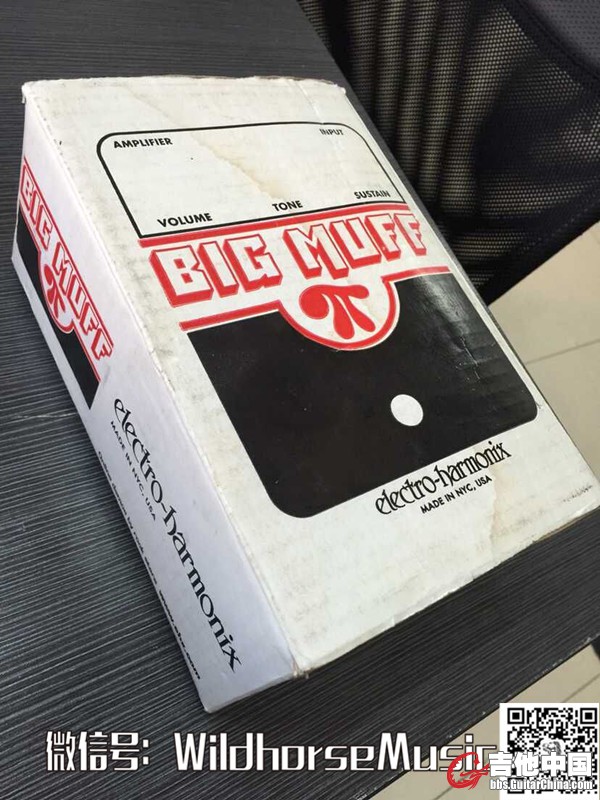 AMPLIFIER
INPUT
VOLUME
TONE
SUSTAIN
BIG MUFF
π
electro-harmonix
MADE IN NYC, USA
BIG MUFF
π
electro-harmonix
MADE IN NYC, USA
微信号: WildhorseMusic
吉他中国
bbs.GuitarChina.com